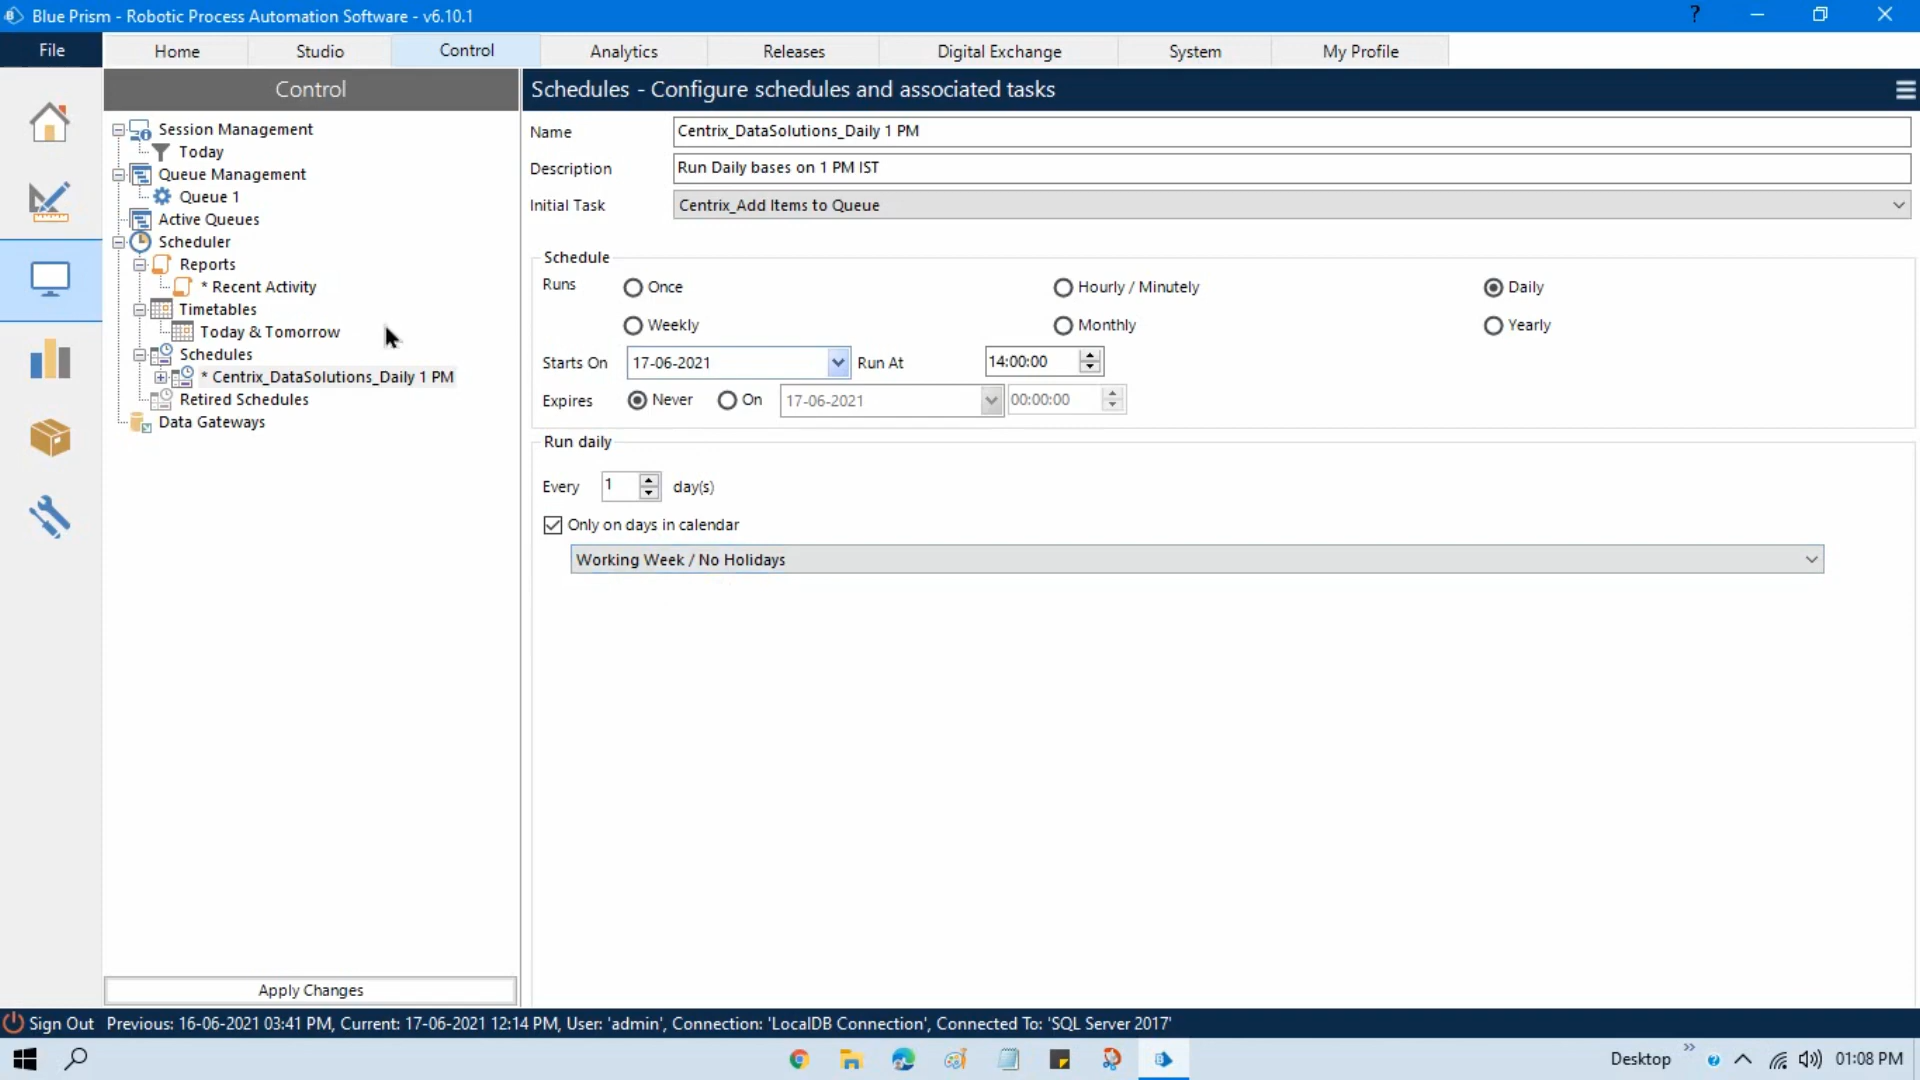 Blue Prism - Robotic Process Automation Software - v6.10.1
?
File
Home
Studio
Control
Analytics
Releases
Digital Exchange
System
My Profile
Control
Session Management
Today
Queue Management
Queue 1
Active Queues
Scheduler
Reports
* Recent Activity
Timetables
Today & Tomorrow
Schedules
* Centrix_DataSolutions_Daily 1 PM
Retired Schedules
Data Gateways
Apply Changes
Schedules - Configure schedules and associated tasks
Name
Centrix_DataSolutions_Daily 1 PM
Description
Run Daily bases on 1 PM IST
Initial Task
Centrix_Add Items to Queue
Schedule
Runs
Once
Hourly / Minutely
Daily
Weekly
Monthly
Yearly
Starts On
17-06-2021
Run At
14:00:00
Expires
Never
On
17-06-2021
00:00:00
Run daily
Every
1
day(s)
Only on days in calendar
Working Week / No Holidays
Sign Out
Previous: 16-06-2021 03:41 PM, Current: 17-06-2021 12:14 PM, User: 'admin', Connection: 'LocalDB Connection', Connected To: 'SQL Server 2017'
Desktop
01:08 PM